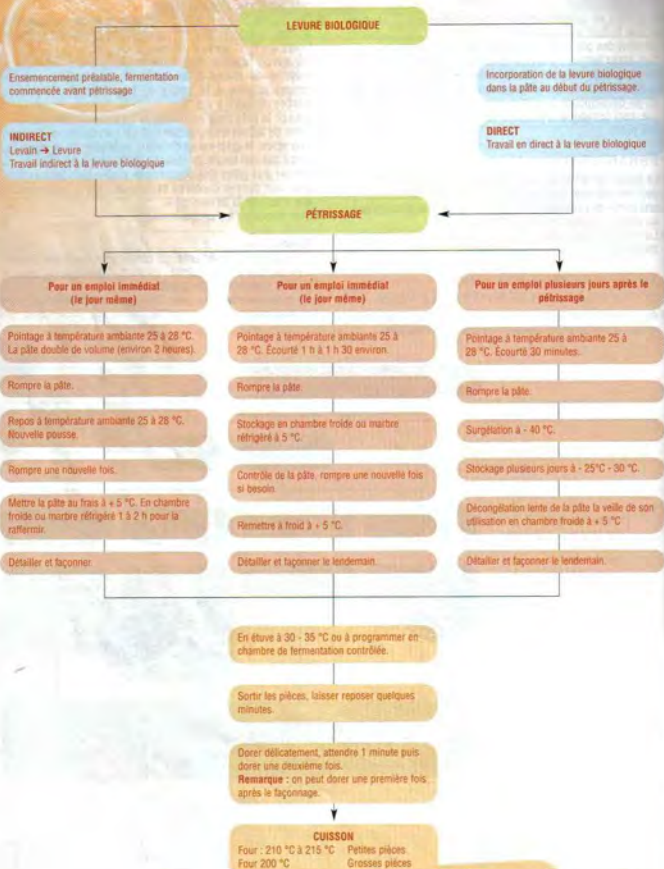 LEVURE BIOLOGIQUE
Ensemencement préalable, fermentation
commencée avant pétrissage
INDIRECT
Levain → Levure
Travail indirect à la levure biologique
Incorporation de la levure biologique
dans la pâte au début du pétrissage.
DIRECT
Travail en direct à la levure biologique
PÉTRISSAGE
Pour un emploi immédiat
(le jour même)
Pointage à température ambiante 25 à 28 °C.
La pâte double de volume (environ 2 heures).
Rompre la pâte.
Repos à température ambiante 25 à 28 °C.
Nouvelle pousse.
Rompre une nouvelle fois.
Mettre la pâte au frais à + 5 °C. En chambre
froide ou marbre réfrigéré 1 à 2 h pour la
raffermir.
Détailler et façonner.
Pour un emploi immédiat
(le jour même)
Pointage à température ambiante 25 à
28 °C. Écourté 1 h à 1 h 30 environ.
Rompre la pâte.
Stockage en chambre froide ou marbre
réfrigéré à 5 °C.
Contrôle de la pâte, rompre une nouvelle fois
si besoin.
Remettre à froid à + 5 °C.
Détailler et façonner le lendemain.
Pour un emploi plusieurs jours après le
pétrissage
Pointage à température ambiante 25 à
28 °C. Écourté 30 minutes.
Rompre la pâte.
Surgélation à - 40 °C.
Stockage plusieurs jours à - 25°C - 30 °C.
Décongélation lente de la pâte la veille de son
utilisation en chambre froide à + 5 °C
Détailler et façonner le lendemain.
En étuve à 30 - 35 °C ou à programmer en
chambre de fermentation contrôlée.
Sortir les pièces, laisser reposer quelques
minutes.
Dorer délicatement, attendre 1 minute puis
dorer une deuxième fois.
Remarque : on peut dorer une première fois
après le façonnage.
CUISSON
Four : 210 °C à 215 °C Petites pièces
Four 200 °C Grosses pièces